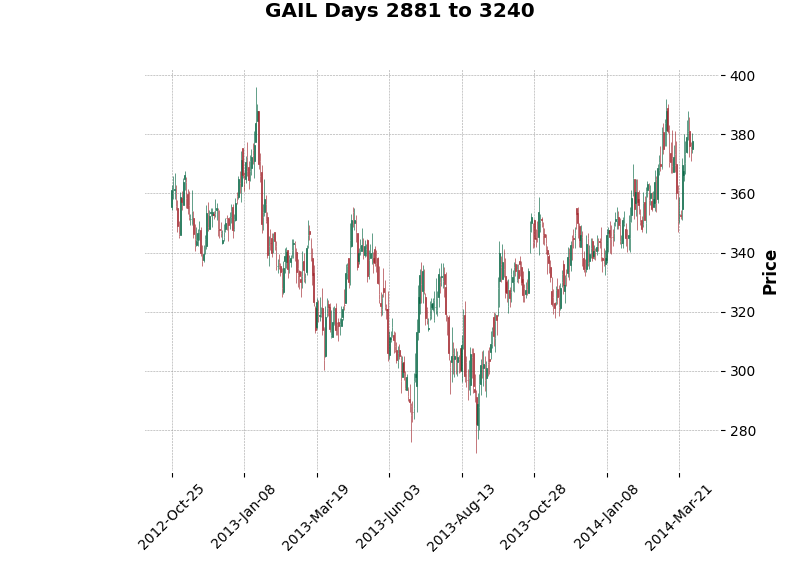 GAIL Days 2881 to 3240
400
380
360
340
320
300
280
Price
2012-Oct-25
2013-Jan-08
2013-Mar-19
2013-Jun-03
2013-Aug-13
2013-Oct-28
2014-Jan-08
2014-Mar-21